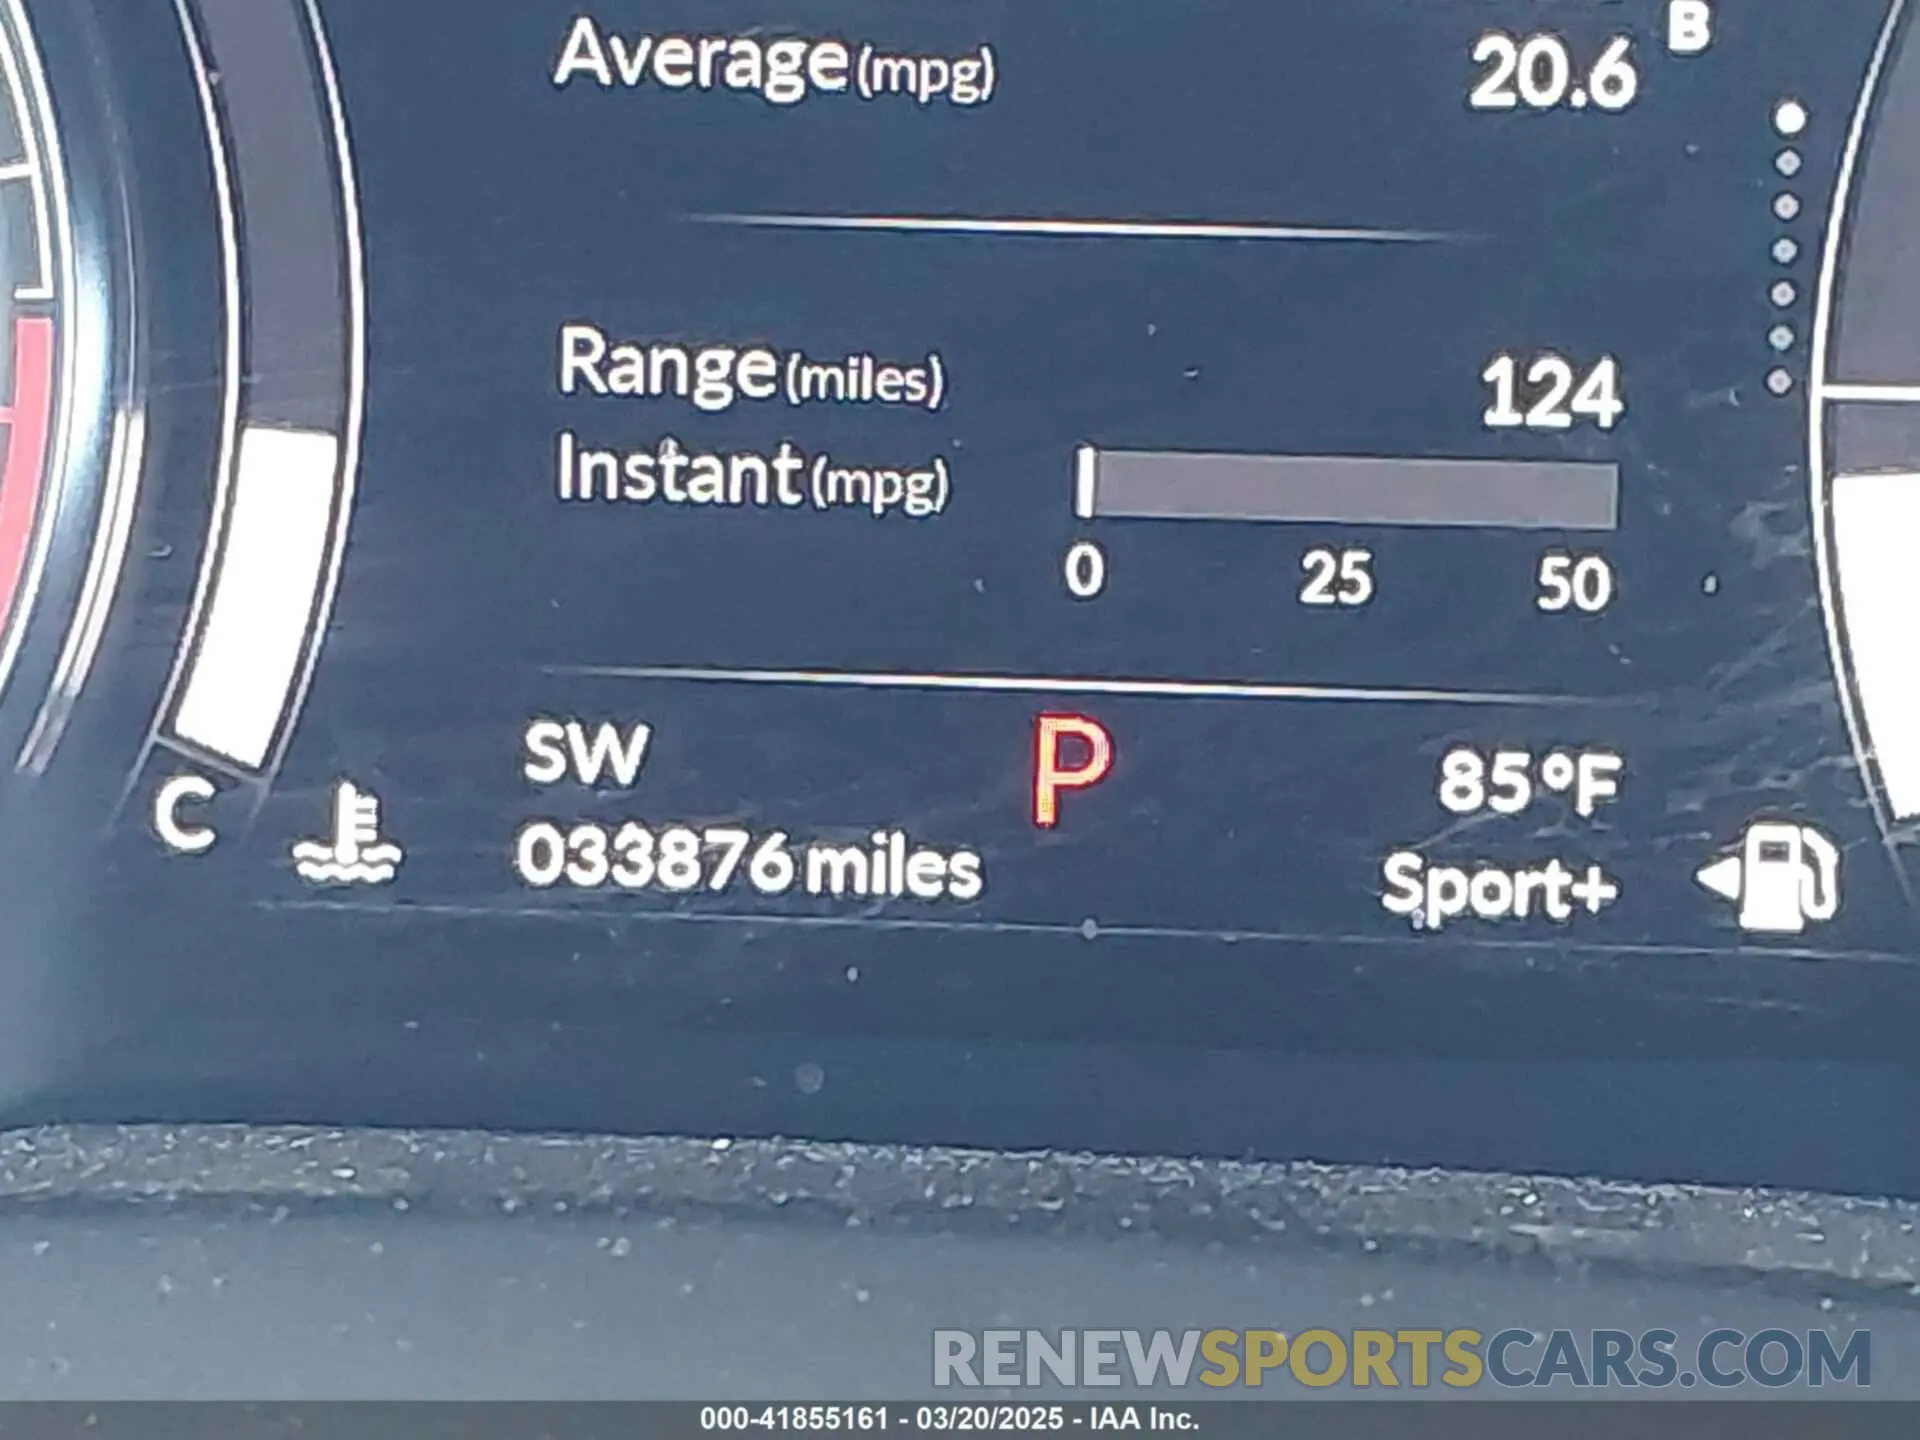 B
Average (mpg) 20.6
Range (miles) 124
Instant (mpg)
0 25 50
SW P 85°F
C 033876 miles Sport+
RENEWSPORTSCARS.COM
000-41855161 - 03/20/2025 - IAA Inc.